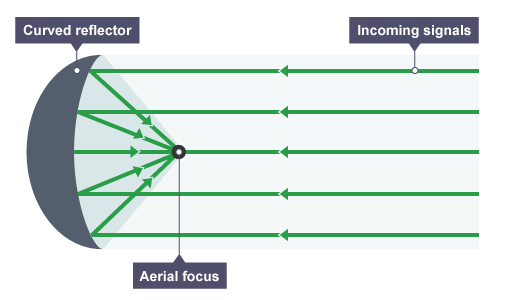 Curved reflector
Incoming signals
Aerial focus